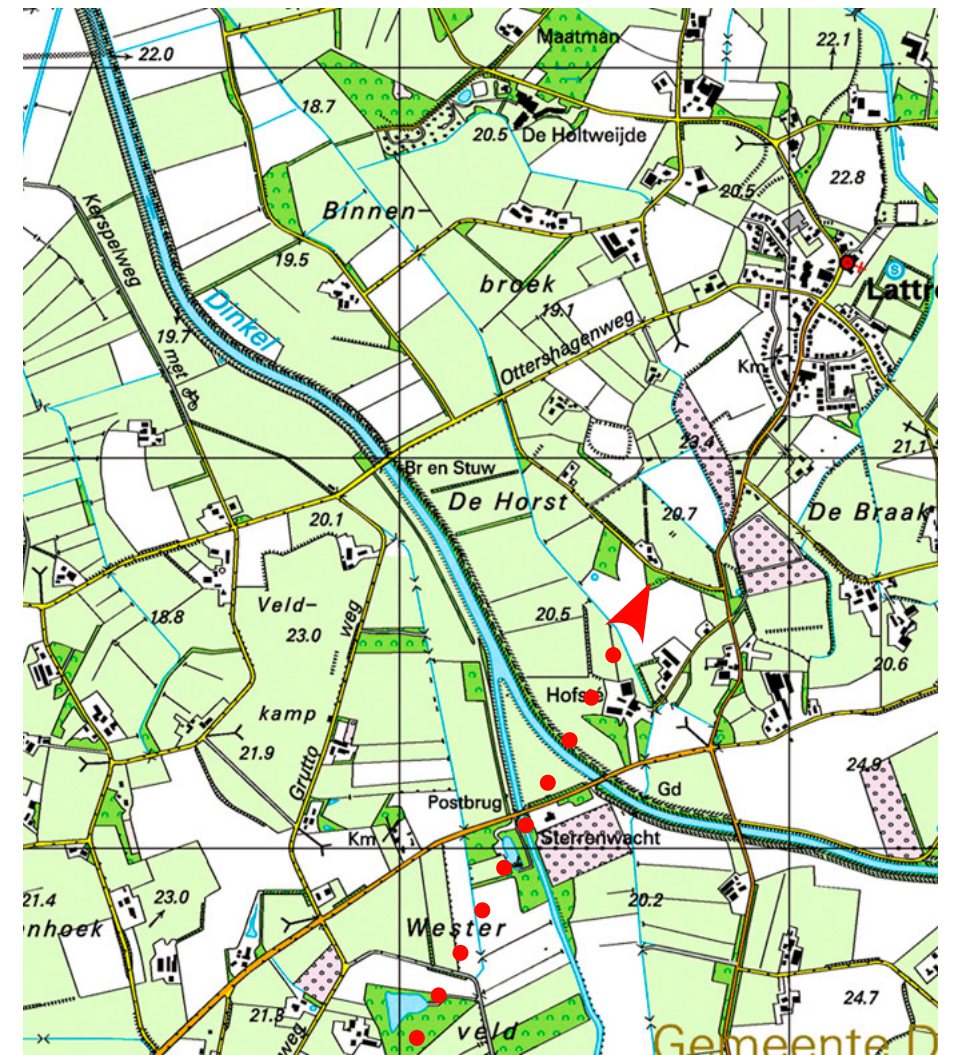 Maatman
22.1
22.0
18.7
20.5
De Holtweijde
20.5
22.8
Kerspelweg
Binnen-
19.5
broek
S
Lattr
Dinkel
19.1
19.7
Ottershagenweg
met
Km
23.4
21.1
Br en Stuw
De Horst
20.7
De Braak
20.1
Veld-
23.0
weg
20.5
18.8
20.6
kamp
Hofst
21.9
24.9
Grutto
Postbrug
Gd
Km
Sterrenwacht
21.4
23.0
20.2
nhoek
Wester
24.7
21.8
weg
veld
Gemeente D